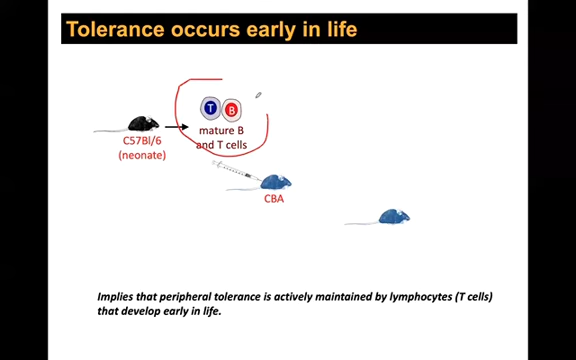 Tolerance occurs early in life
T B
mature B
and T cells
C57Bl/6
(neonate)
CBA
Implies that peripheral tolerance is actively maintained by lymphocytes (T cells)
that develop early in life.